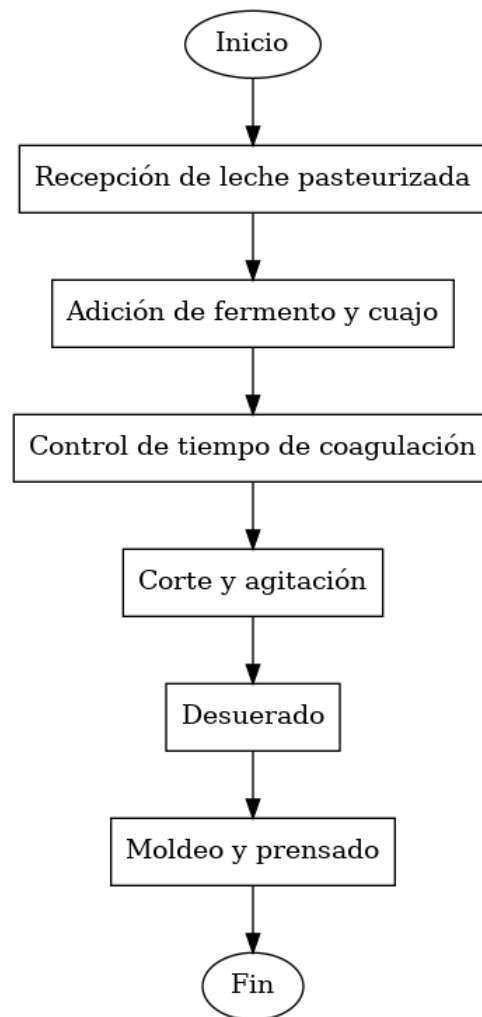 Inicio
Recepción de leche pasteurizada
Adición de fermento y cuajo
Control de tiempo de coagulación
Corte y agitación
Desuerado
Moldeo y prensado
Fin